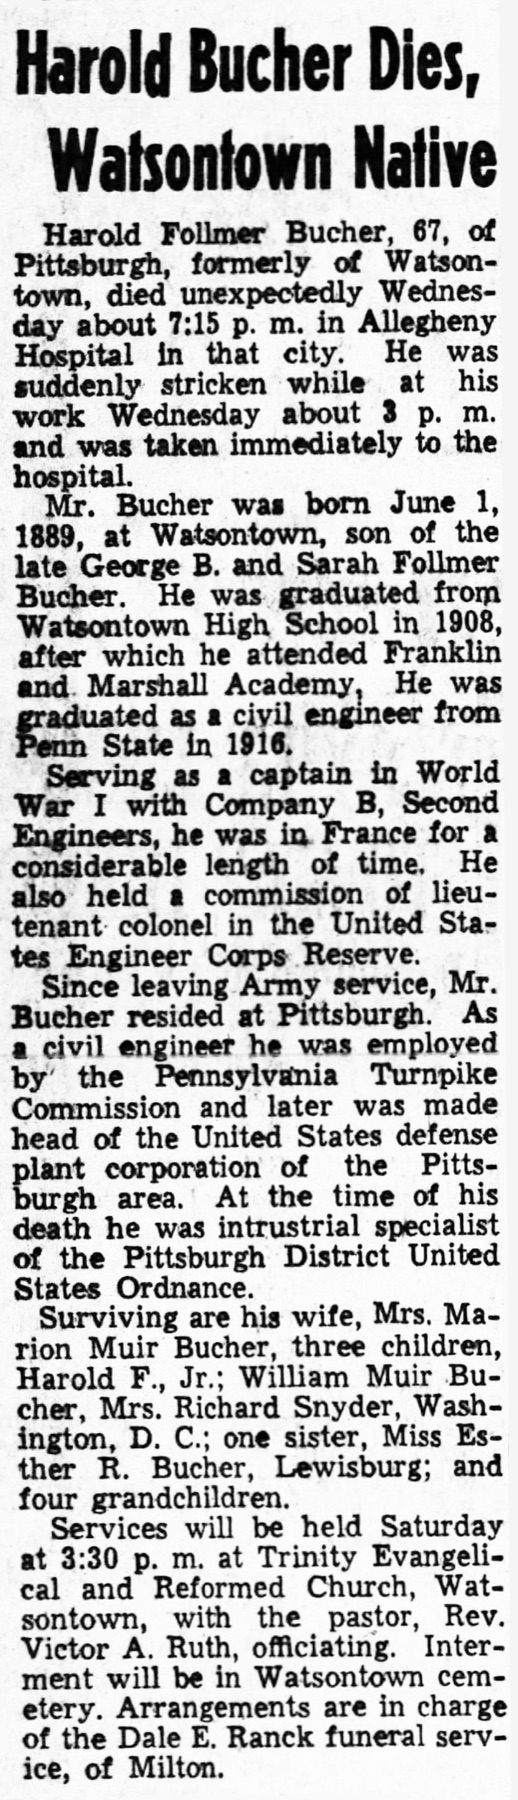 Harold Bucher Dies,
Watsontown Native
Harold Follmer Bucher, 67, of
Pittsburgh, formerly of Watson-
town, died unexpectedly Wednes-
day about 7:15 p. m. in Allegheny
Hospital in that city. He was
suddenly stricken while at his
work Wednesday about 3 p. m.
and was taken immediately to the
hospital.
Mr. Bucher was born June 1,
1889, at Watsontown, son of the
late George B. and Sarah Follmer
Bucher. He was graduated from
Watsontown High School in 1908,
after which he attended Franklin
and Marshall Academy, He was
graduated as a civil engineer from
Penn State in 1916.
Serving as a captain in World
War I with Company B, Second
Engineers, he was in France for a
considerable length of time. He
also held a commission of lieu-
tenant colonel in the United Sta-
tes Engineer Corps Reserve.
Since leaving Army service, Mr.
Bucher resided at Pittsburgh. As
a civil engineer he was employed
by the Pennsylvania Turnpike
Commission and later was made
head of the United States defense
plant corporation of the Pitts-
burgh area. At the time of his
death he was intrustrial specialist
of the Pittsburgh District United
States Ordnance.
Surviving are his wife, Mrs. Ma-
rion Muir Bucher, three children,
Harold F., Jr.; William Muir Bu-
cher, Mrs. Richard Snyder, Wash-
ington, D. C.; one sister, Miss Es-
ther R. Bucher, Lewisburg; and
four grandchildren.
Services will be held Saturday
at 3:30 p. m. at Trinity Evangeli-
cal and Reformed Church, Wat-
sontown, with the pastor, Rev.
Victor A. Ruth, officiating. Inter-
ment will be in Watsontown cem-
etery. Arrangements are in charge
of the Dale E. Ranck funeral serv-
ice, of Milton.